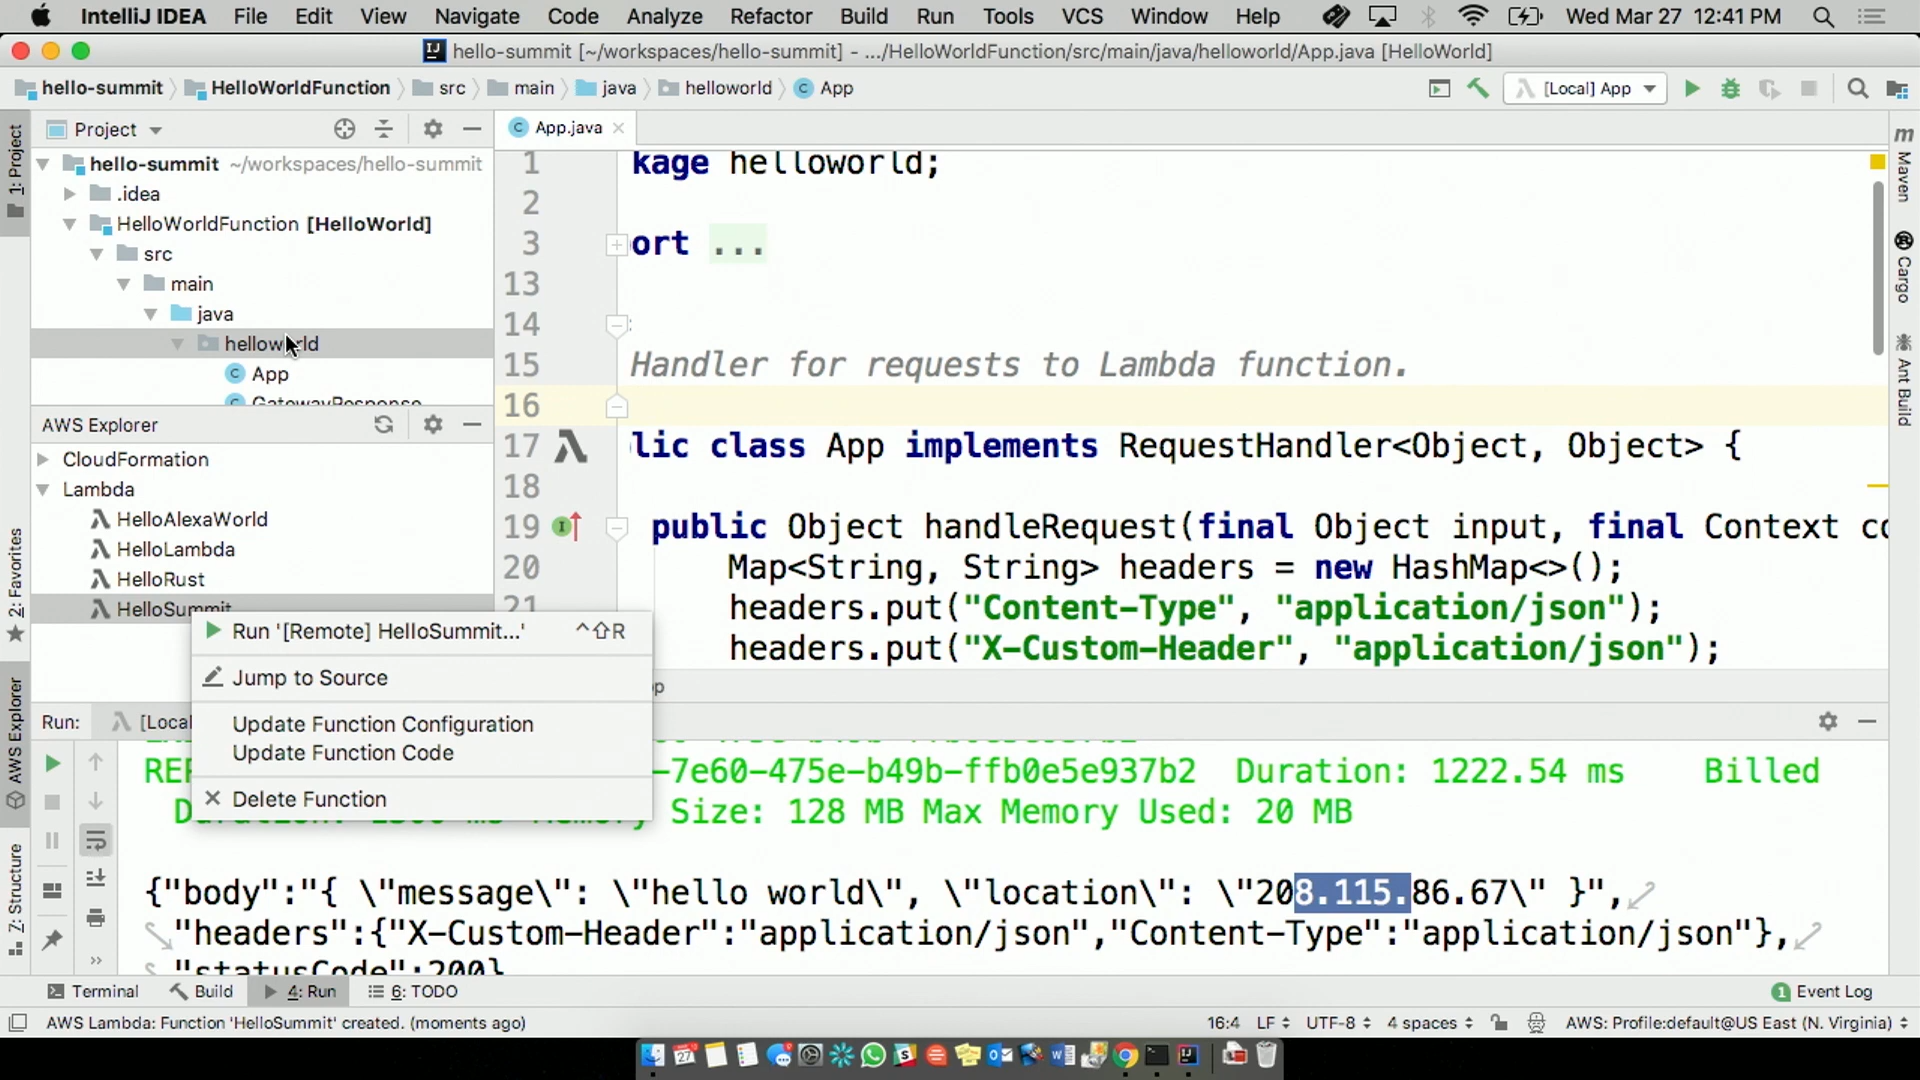 IntelliJ IDEA File Edit View Navigate Code Analyze Refactor Build Run Tools VCS Window Help Wed Mar 27 12:41 PM
hello-summit [~/workspaces/hello-summit] - .../HelloWorldFunction/src/main/java/helloworld/App.java [HelloWorld]
hello-summit HelloWorldFunction src main java helloworld App [Local] App
1: Project
Project
App.java
hello-summit ~/workspaces/hello-summit
.idea
HelloWorldFunction [HelloWorld]
src
main
java
App
GatewayResponse
AWS Explorer
CloudFormation
Lambda
HelloAlexaWorld
HelloLambda
HelloRust
HelloSummit
1 kage helloworld;
2
3 ort ...
13
14
15 Handler for requests to Lambda function.
16
17 lic class App implements RequestHandler<Object, Object> {
18
19 public Object handleRequest(final Object input, final Context co
20 Map<String, String> headers = new HashMap<>();
21 headers.put("Content-Type", "application/json");
headers.put("X-Custom-Header", "application/json");
Maven
Cargo
Ant Build
2: Favorites
AWS Explorer
7: Structure
Run '[Remote] HelloSummit...' ^⇧R
Jump to Source
Update Function Configuration
Update Function Code
Delete Function
Run: [Local
-7e60-475e-b49b-ffb0e5e937b2 Duration: 1222.54 ms Billed
Size: 128 MB Max Memory Used: 20 MB
{"body":"{ \"message\": \"hello world\", \"location\": \"208.115.86.67\" }",
"headers":{"X-Custom-Header":"application/json","Content-Type":"application/json"},
"statusCode":200}
Terminal Build 4: Run 6: TODO 1 Event Log
AWS Lambda: Function 'HelloSummit' created. (moments ago) 16:4 LF UTF-8 4 spaces AWS: Profile:default@US East (N. Virginia)